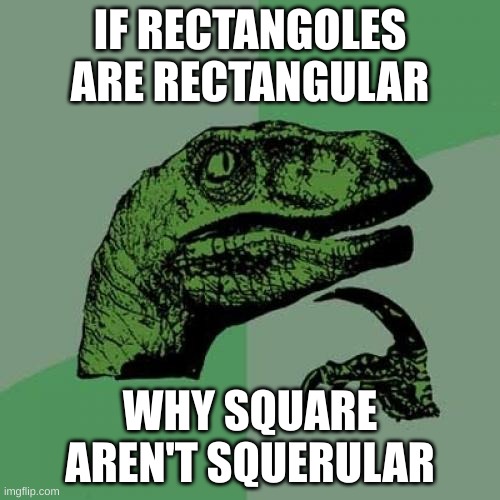 IF RECTANGOLES
ARE RECTANGULAR
WHY SQUARE
AREN'T SQUERULAR
imgflip.com